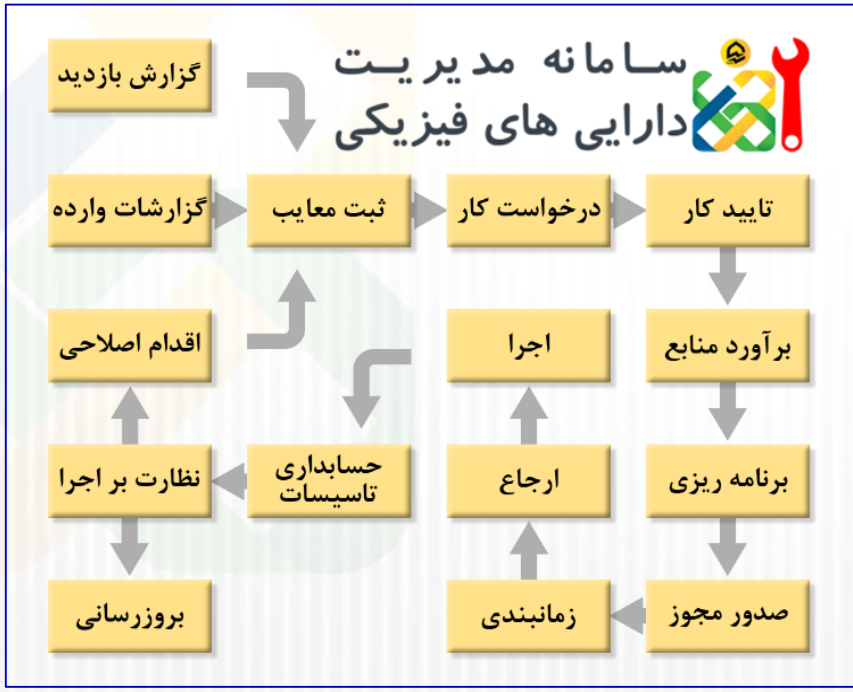 سامانه مدیریت
دارایی های فیزیکی
گزارش بازدید
تایید کار
درخواست کار
ثبت معایب
گزارشات وارده
برآورد منابع
اجرا
اقدام اصلاحی
برنامه ریزی
ارجاع
حسابداری
تاسیسات
نظارت بر اجرا
صدور مجوز
زمانبندی
بروزرسانی